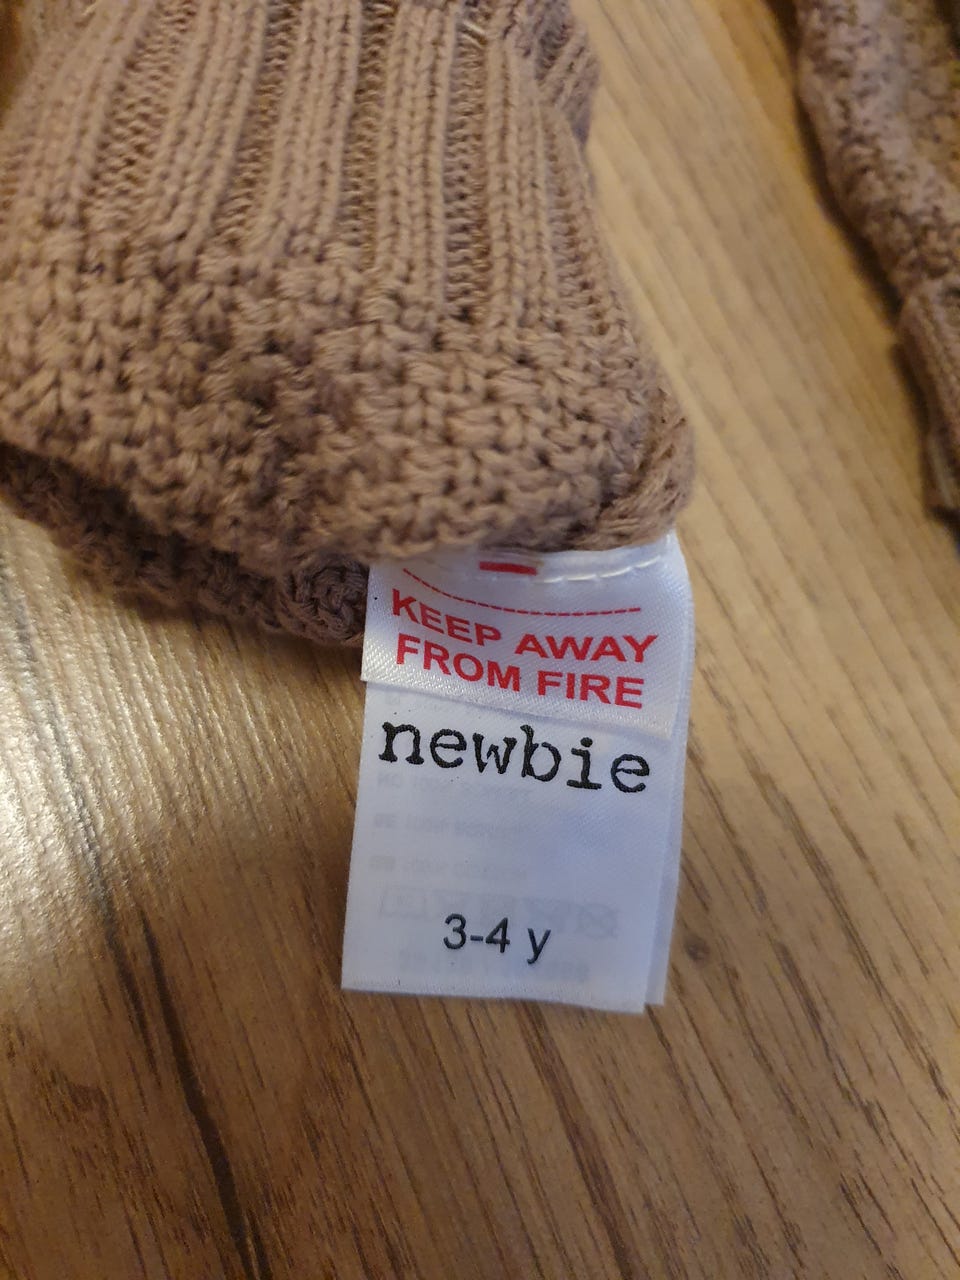 KEEP AWAY
FROM FIRE
newbie
3-4 y